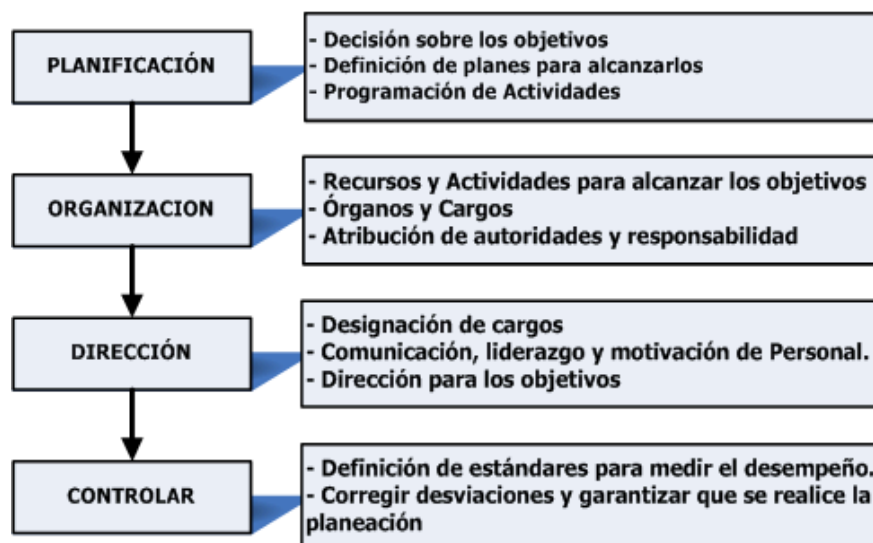 PLANIFICACIÓN
- Decisión sobre los objetivos
- Definición de planes para alcanzarlos
- Programación de Actividades
ORGANIZACION
- Recursos y Actividades para alcanzar los objetivos
- Órganos y Cargos
- Atribución de autoridades y responsabilidad
DIRECCIÓN
- Designación de cargos
- Comunicación, liderazgo y motivación de Personal.
- Dirección para los objetivos
CONTROLAR
- Definición de estándares para medir el desempeño.
- Corregir desviaciones y garantizar que se realice la
planeación